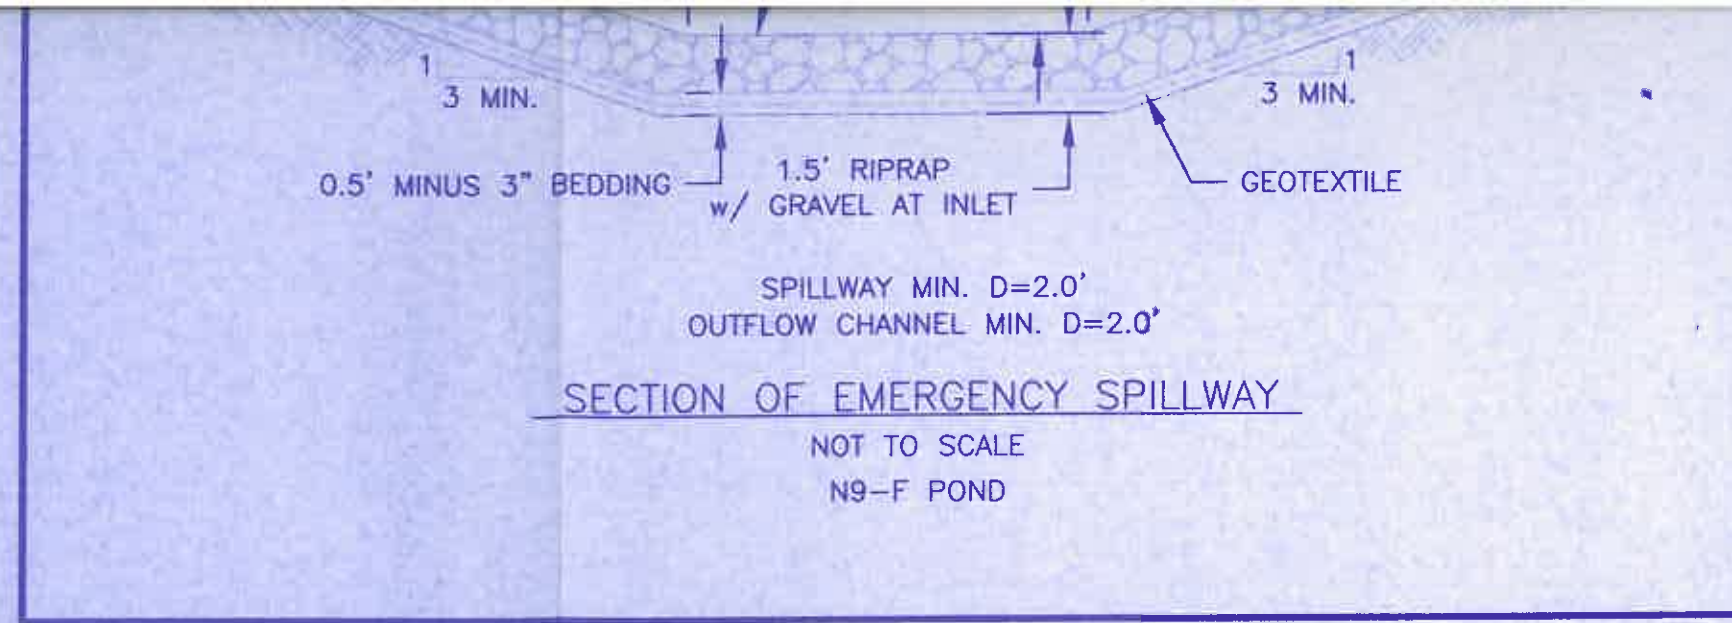 1
3 MIN.
1
3 MIN.
0.5' MINUS 3" BEDDING
1.5' RIPRAP
w/ GRAVEL AT INLET
GEOTEXTILE
SPILLWAY MIN. D=2.0'
OUTFLOW CHANNEL MIN. D=2.0'
SECTION OF EMERGENCY SPILLWAY
NOT TO SCALE
N9-F POND